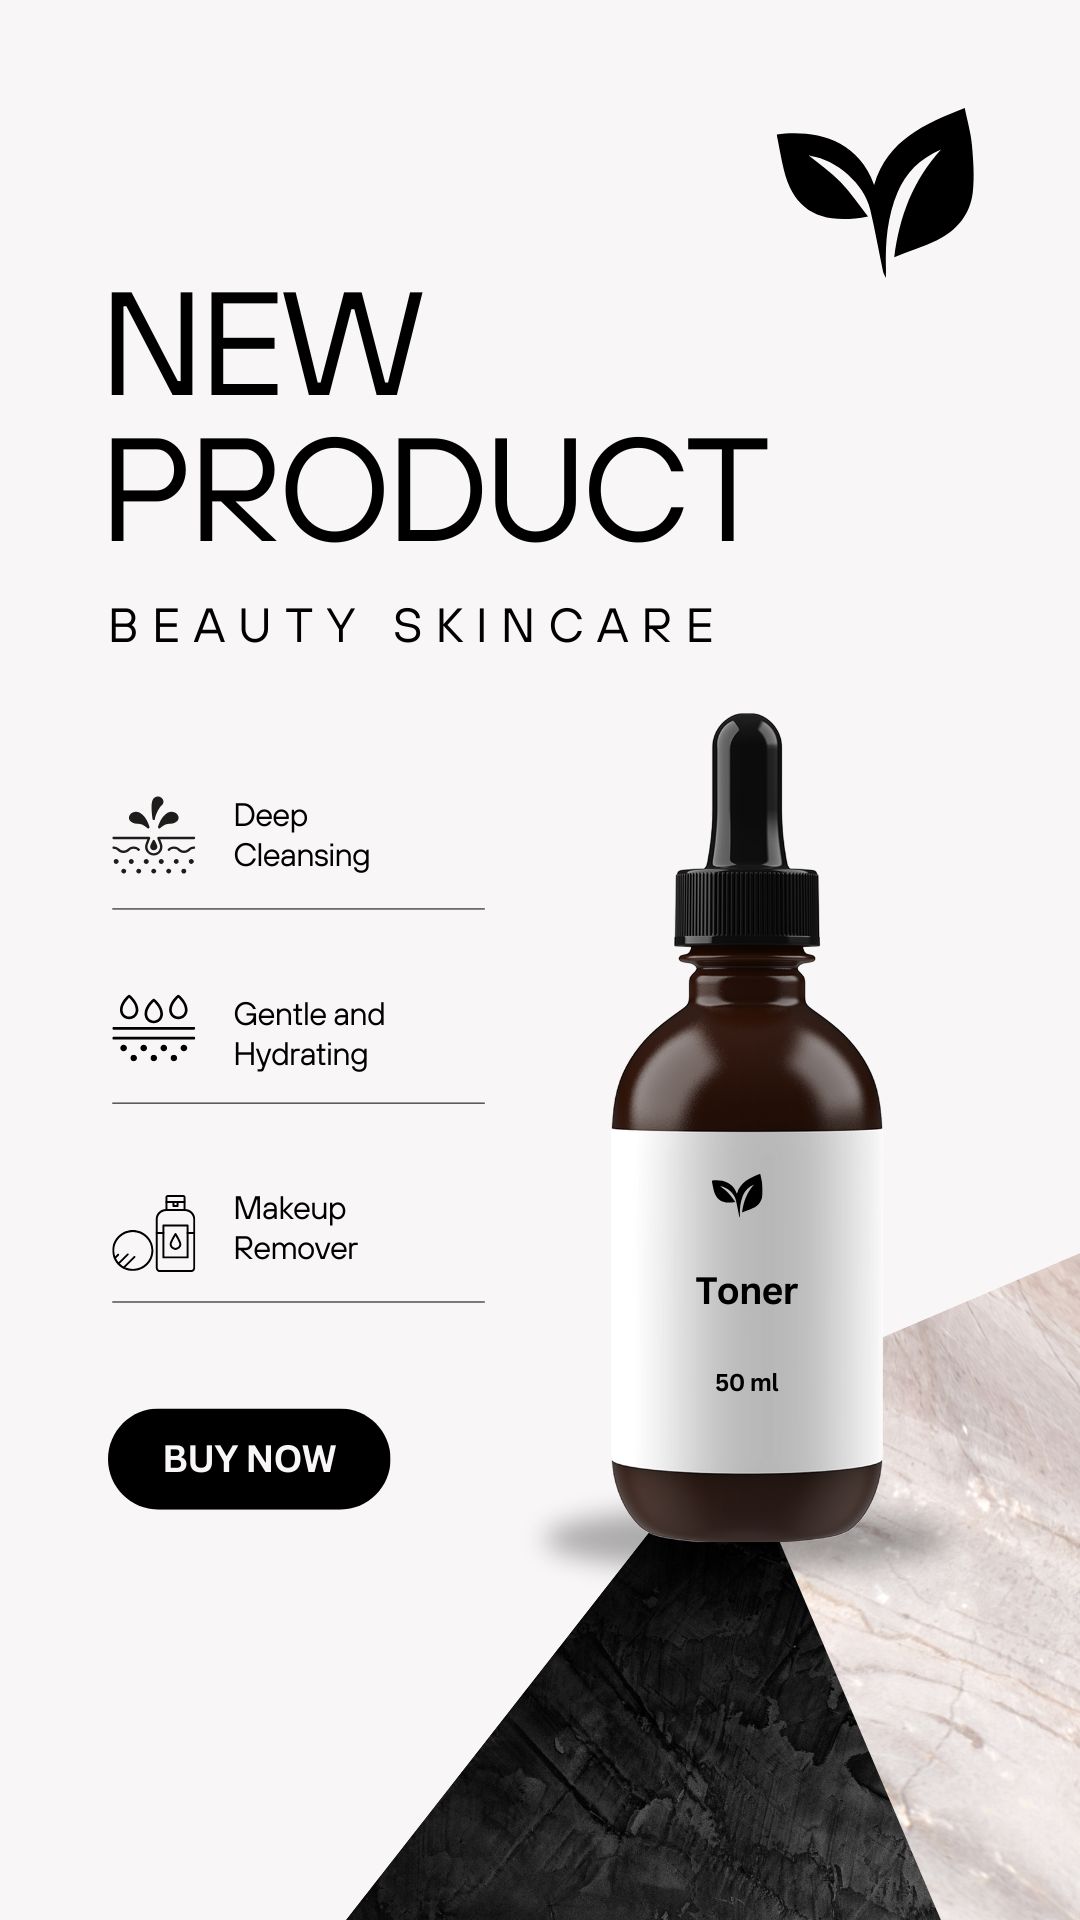 NEW
PRODUCT
BEAUTY SKINCARE
Deep
Cleansing
Gentle and
Hydrating
Makeup
Remover
BUY NOW
Toner
50 ml